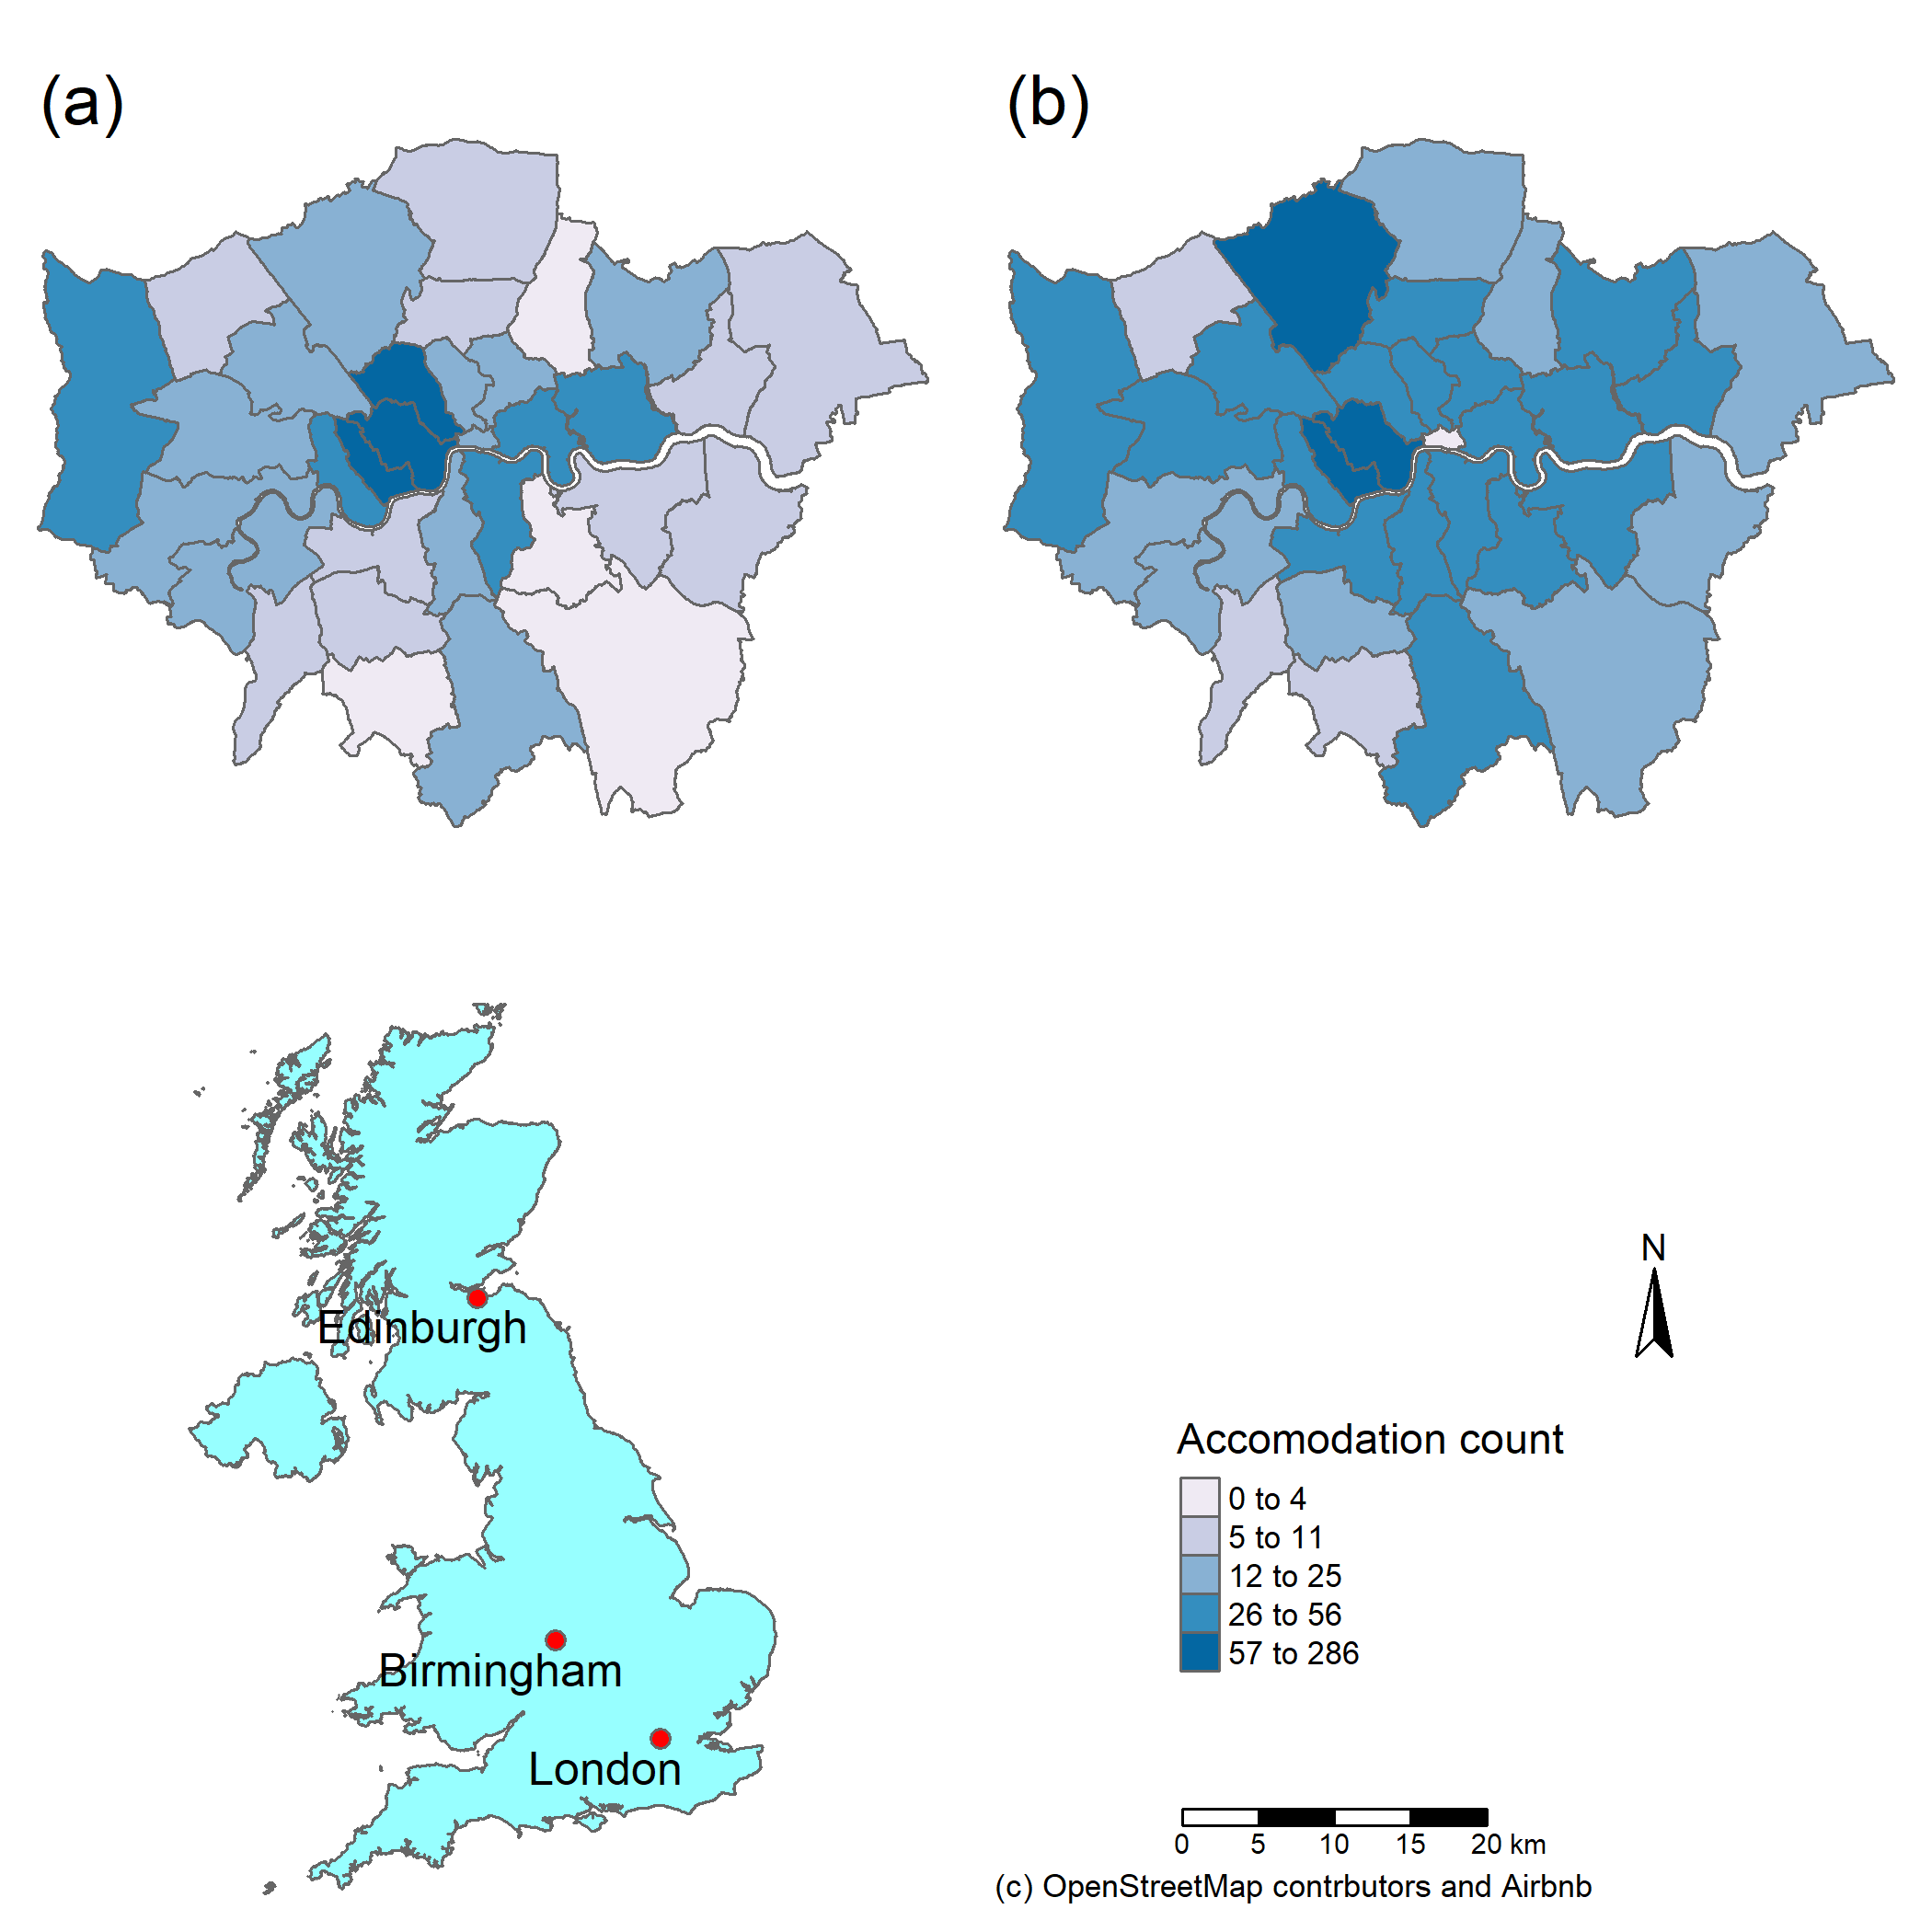 (a)
(b)
Edinburgh
Birmingham
London
N
Accomodation count
0 to 4
5 to 11
12 to 25
26 to 56
57 to 286
0 5 10 15 20 km
(c) OpenStreetMap contrbutors and Airbnb